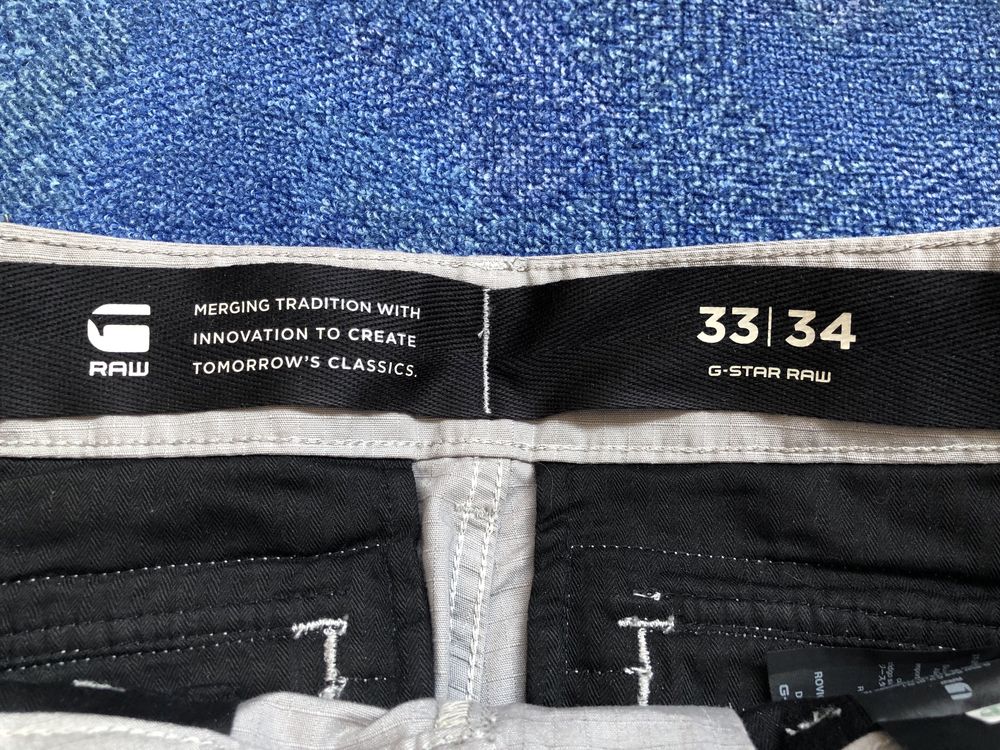 RAW
MERGING TRADITION WITH
INNOVATION TO CREATE
TOMORROW'S CLASSICS.
33|34
G-STAR RAW